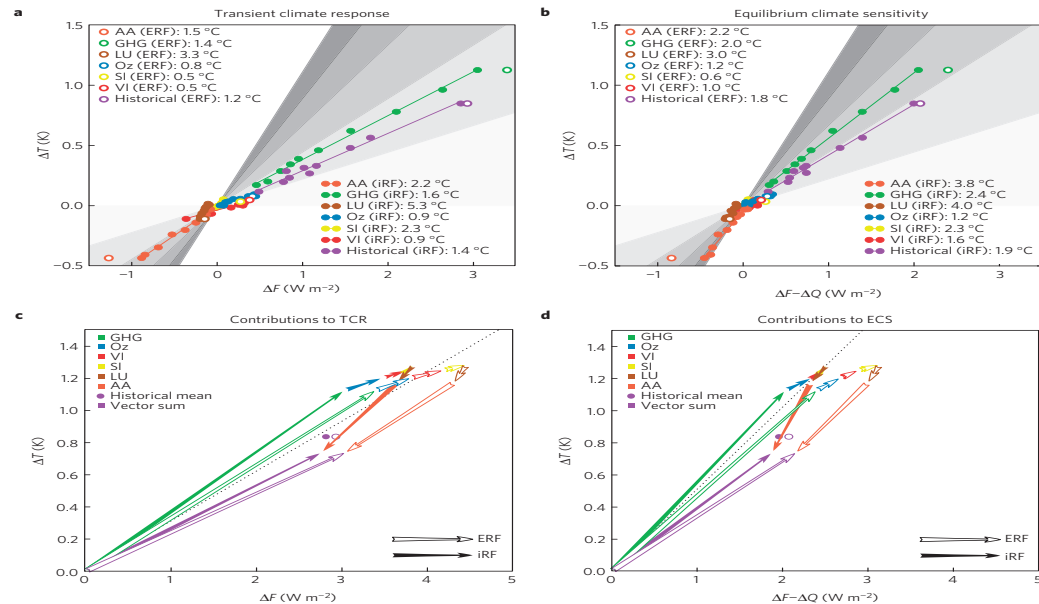 a Transient climate response
1.5
1.0
0.5
0.0
−0.5
ΔT (K)
AA (ERF): 1.5 °C
GHG (ERF): 1.4 °C
LU (ERF): 3.3 °C
Oz (ERF): 0.8 °C
SI (ERF): 0.5 °C
VI (ERF): 0.5 °C
Historical (ERF): 1.2 °C
AA (iRF): 2.2 °C
GHG (iRF): 1.6 °C
LU (iRF): 5.3 °C
Oz (iRF): 0.9 °C
SI (iRF): 2.3 °C
VI (iRF): 0.9 °C
Historical (iRF): 1.4 °C
−1 0 1 2 3
ΔF (W m⁻²)
b Equilibrium climate sensitivity
1.5
1.0
0.5
0.0
−0.5
ΔT (K)
AA (ERF): 2.2 °C
GHG (ERF): 2.0 °C
LU (ERF): 3.0 °C
Oz (ERF): 1.2 °C
SI (ERF): 0.6 °C
VI (ERF): 1.0 °C
Historical (ERF): 1.8 °C
AA (iRF): 3.8 °C
GHG (iRF): 2.4 °C
LU (iRF): 4.0 °C
Oz (iRF): 1.2 °C
SI (iRF): 2.3 °C
VI (iRF): 1.6 °C
Historical (iRF): 1.9 °C
−1 0 1 2 3
ΔF−ΔQ (W m⁻²)
c Contributions to TCR
1.4
1.2
1.0
0.8
0.6
0.4
0.2
0.0
ΔT (K)
GHG
Oz
VI
SI
LU
AA
Historical mean
Vector sum
ERF
iRF
0 1 2 3 4 5
ΔF (W m⁻²)
d Contributions to ECS
1.4
1.2
1.0
0.8
0.6
0.4
0.2
0.0
ΔT (K)
GHG
Oz
VI
SI
LU
AA
Historical mean
Vector sum
ERF
iRF
0 1 2 3 4 5
ΔF−ΔQ (W m⁻²)